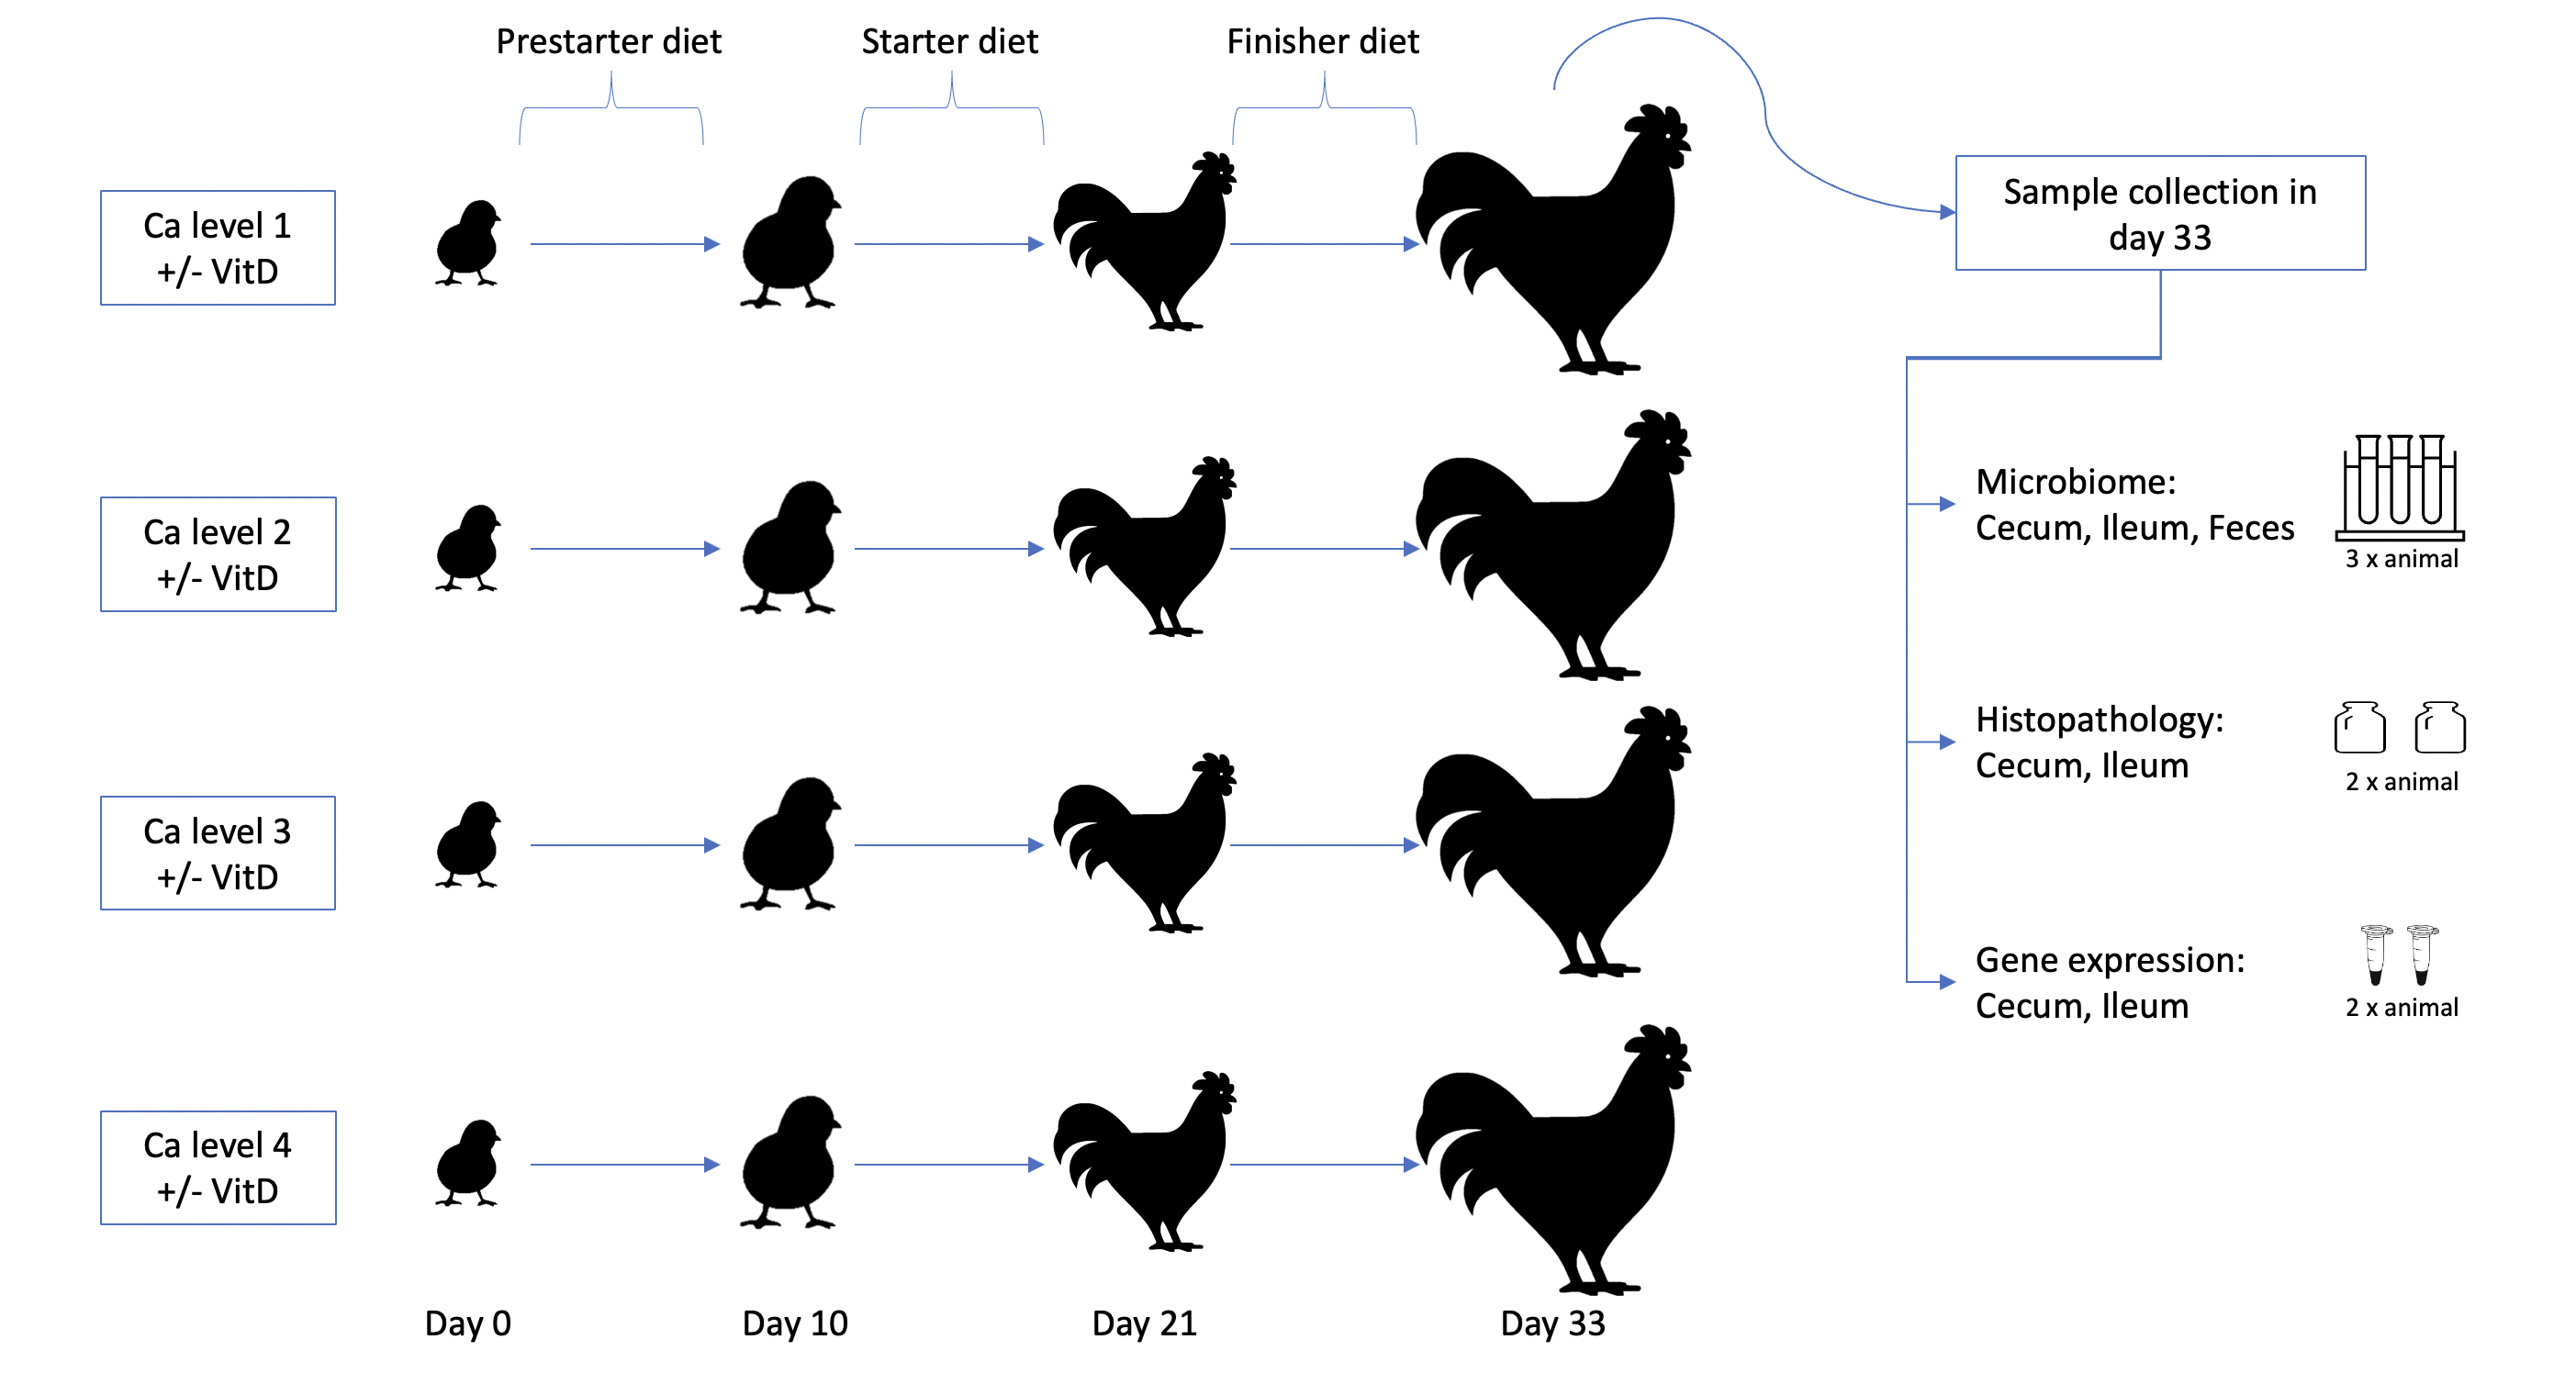 Prestarter diet
Starter diet
Finisher diet
Ca level 1
+/- VitD
Sample collection in
day 33
Ca level 2
+/- VitD
Microbiome:
Cecum, Ileum, Feces
3 x animal
Ca level 3
+/- VitD
Histopathology:
Cecum, Ileum
2 x animal
Gene expression:
Cecum, Ileum
2 x animal
Ca level 4
+/- VitD
Day 0
Day 10
Day 21
Day 33